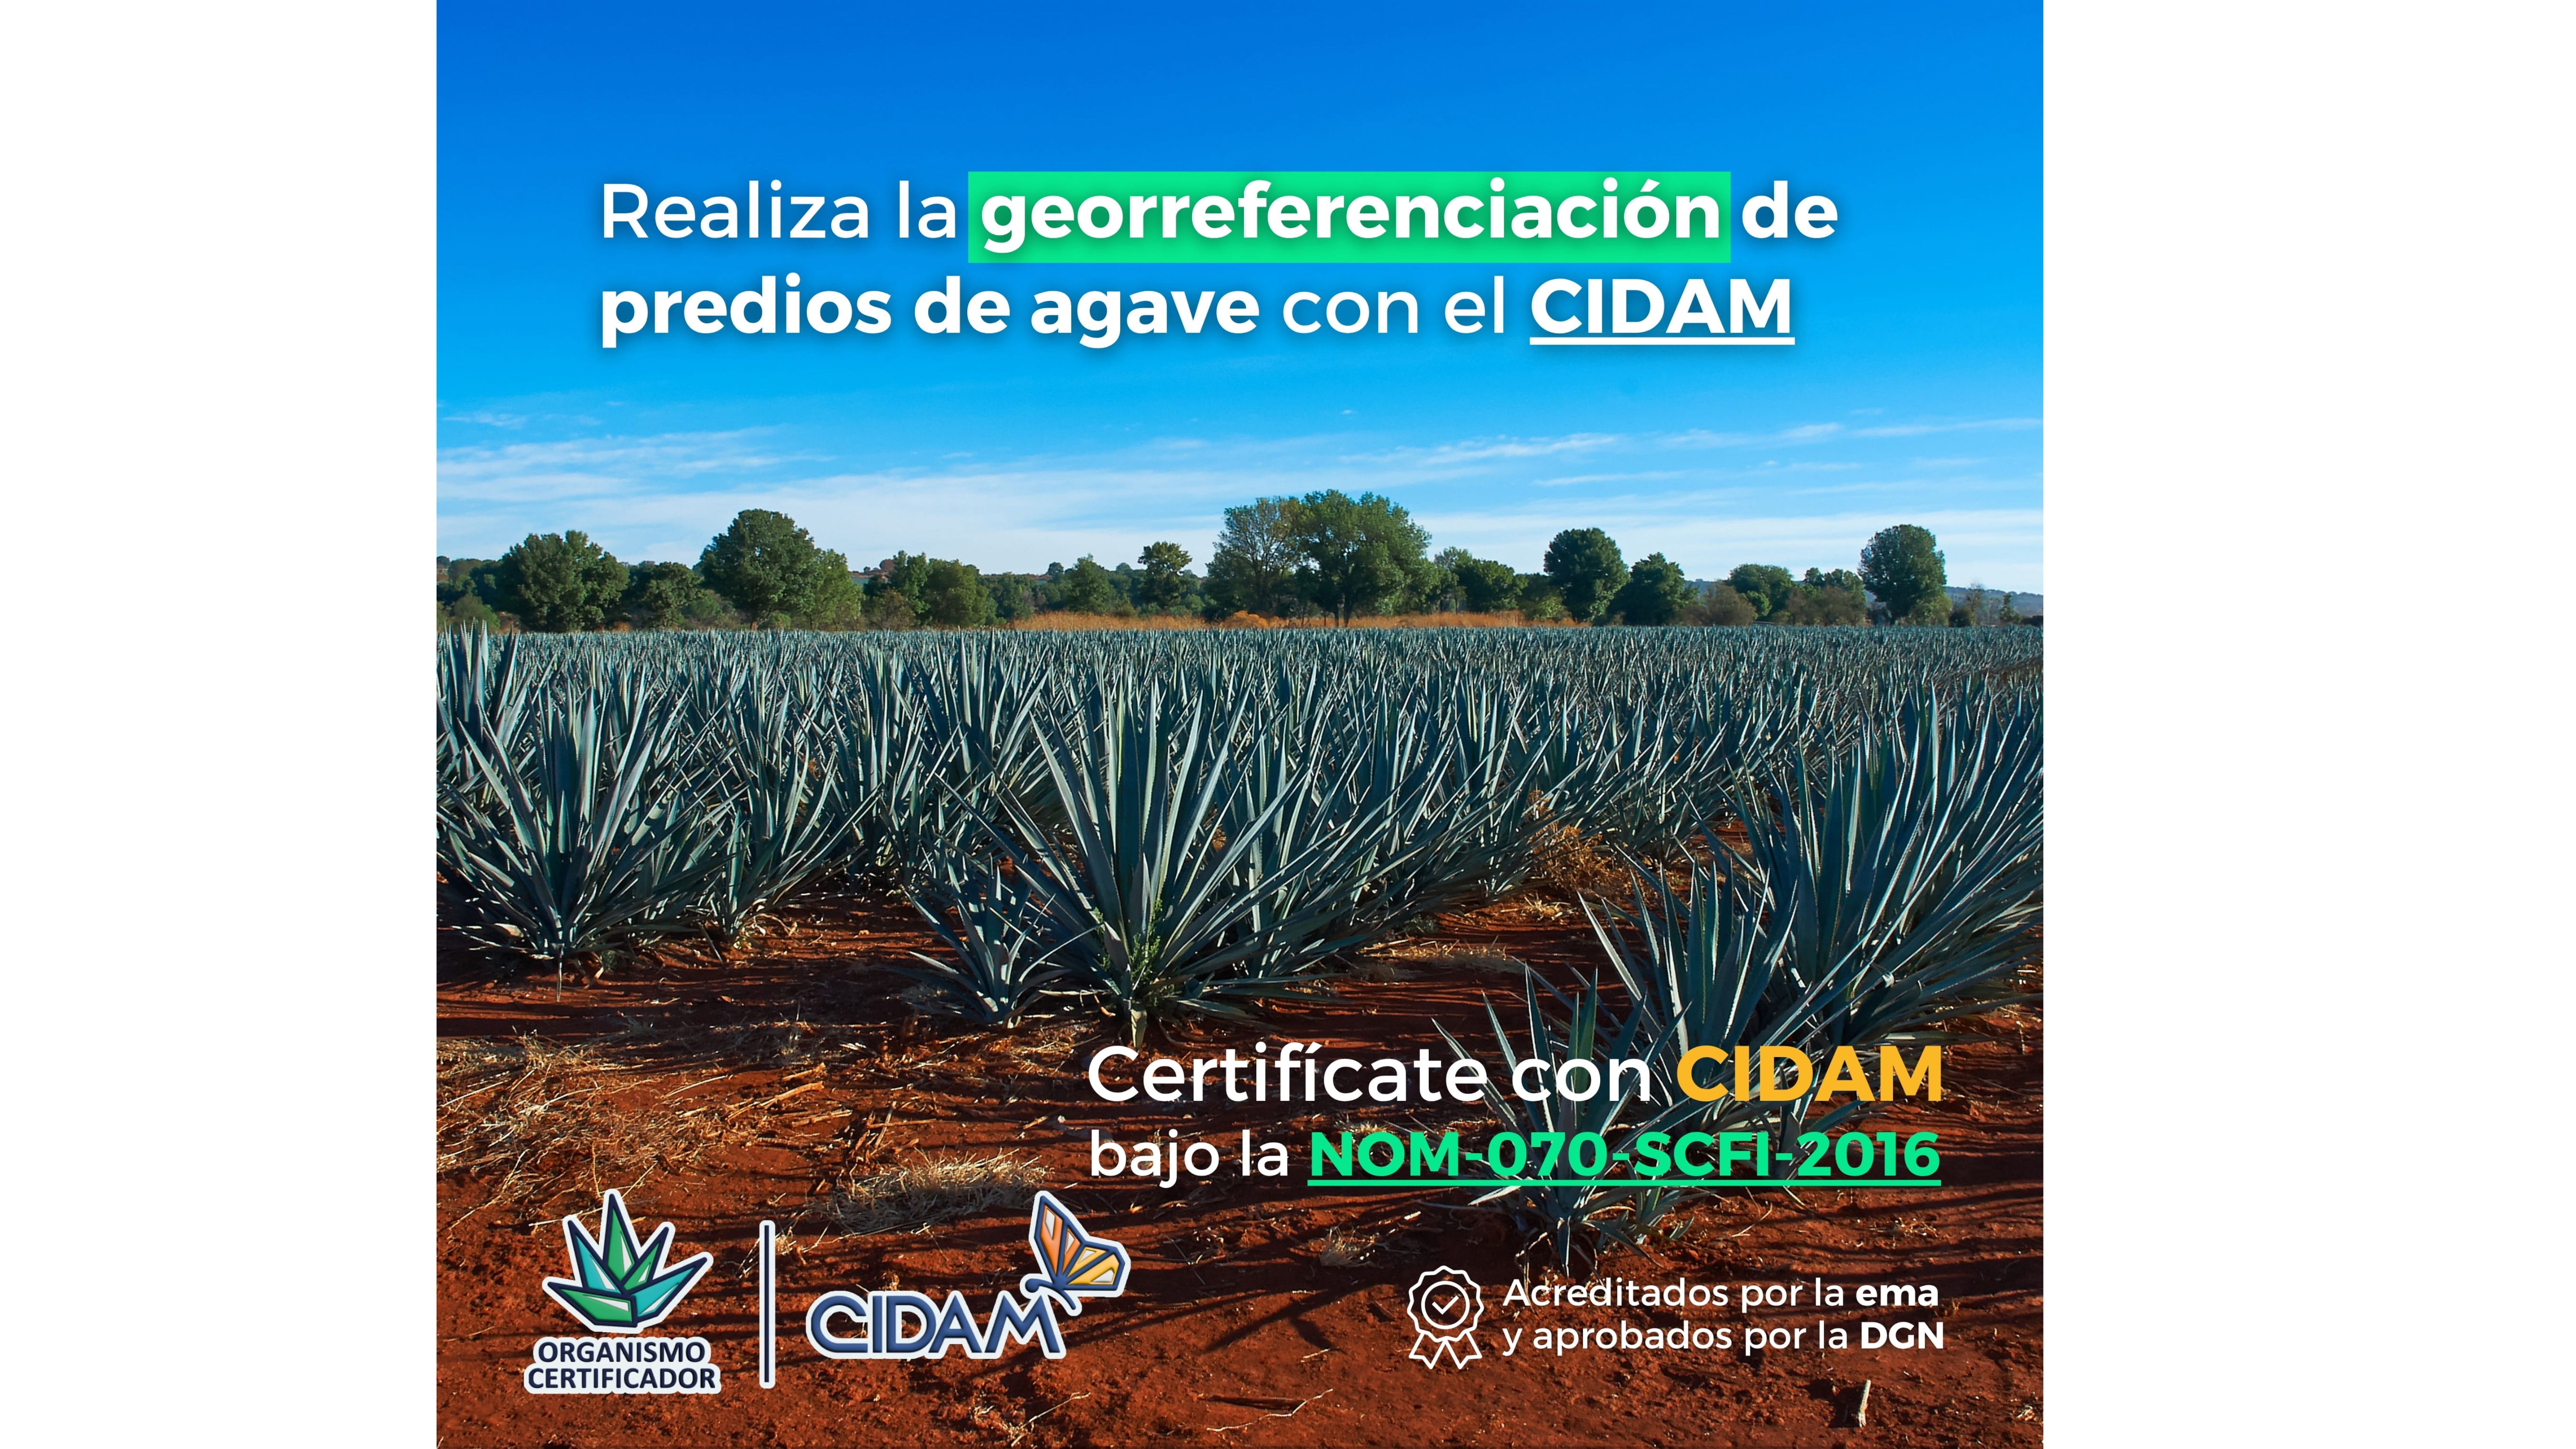 Realiza la georreferenciación de
predios de agave con el CIDAM
Certifícate con CIDAM
bajo la NOM-070-SCFI-2016
ORGANISMO
CERTIFICADOR
CIDAM
Acreditados por la ema
y aprobados por la DGN